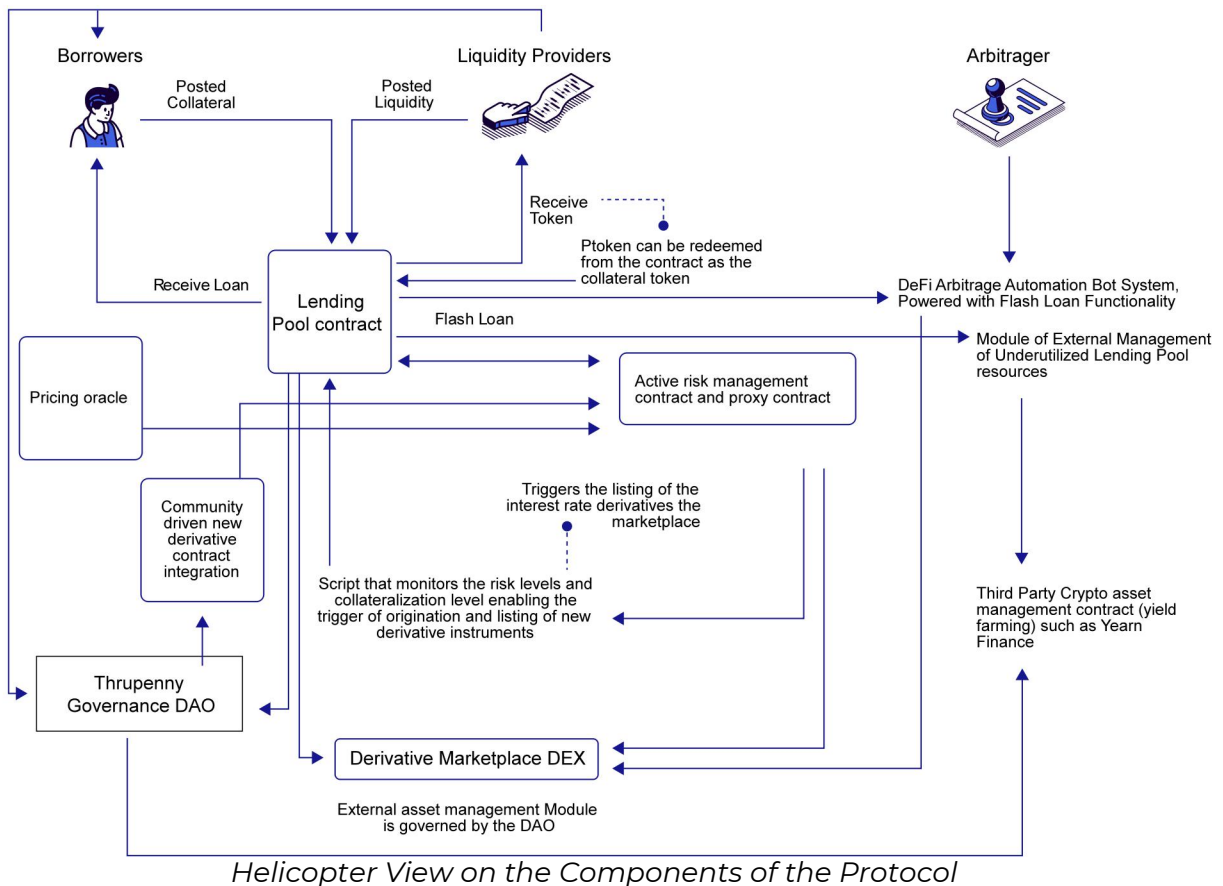 Borrowers
Liquidity Providers
Arbitrager
Posted
Collateral
Posted
Liquidity
Receive
Token
Ptoken can be redeemed
from the contract as the
collateral token
Receive Loan
Lending
Pool contract
Flash Loan
DeFi Arbitrage Automation Bot System,
Powered with Flash Loan Functionality
Module of External Management
of Underutilized Lending Pool
resources
Pricing oracle
Active risk management
contract and proxy contract
Community
driven new
derivative
contract
integration
Triggers the listing of the
interest rate derivatives the
marketplace
Script that monitors the risk levels and
collateralization level enabling the
trigger of origination and listing of new
derivative instruments
Third Party Crypto asset
management contract (yield
farming) such as Yearn
Finance
Thrupenny
Governance DAO
Derivative Marketplace DEX
External asset management Module
is governed by the DAO
Helicopter View on the Components of the Protocol